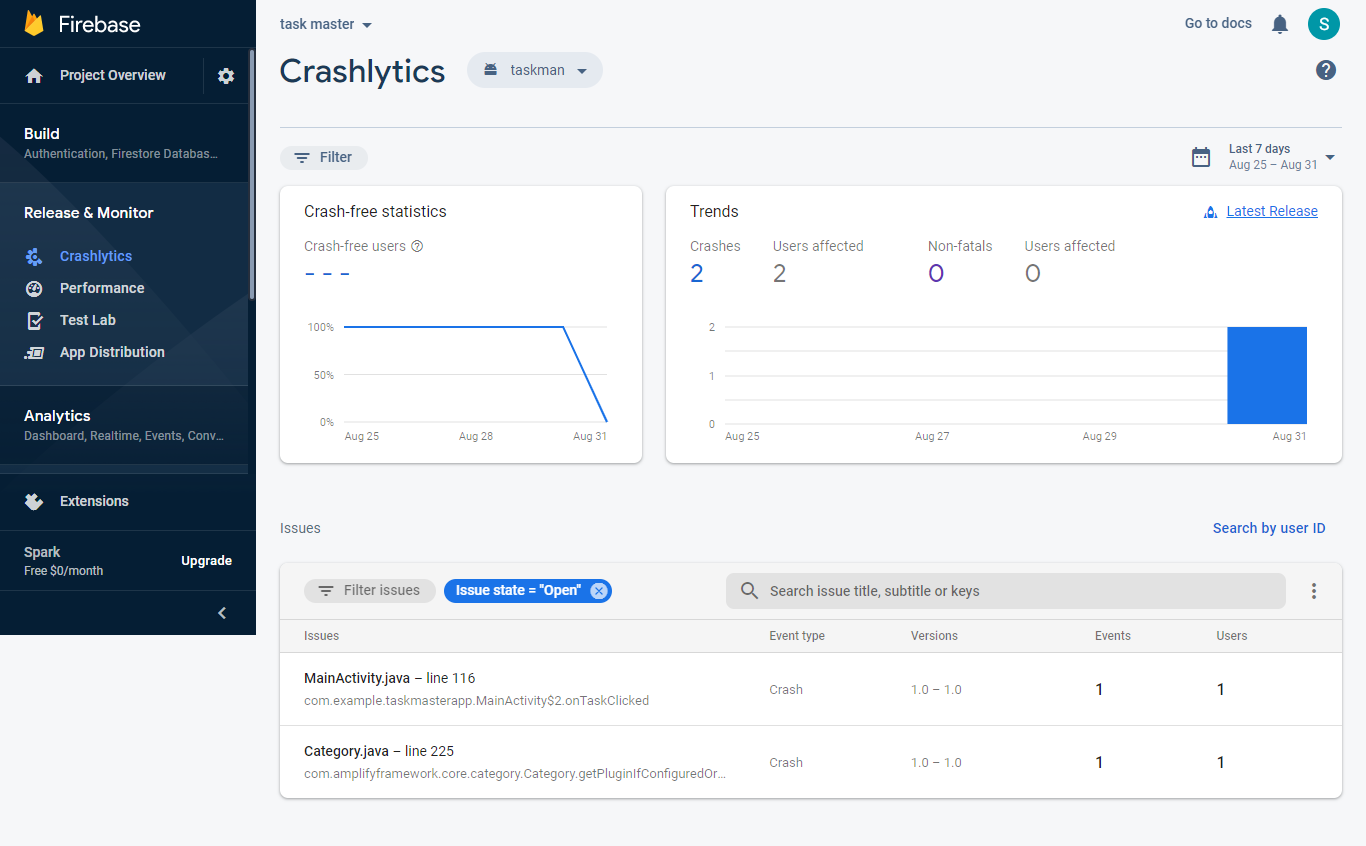 Firebase
Project Overview
Build
Authentication, Firestore Databas...
Release & Monitor
Crashlytics
Performance
Test Lab
App Distribution
Analytics
Dashboard, Realtime, Events, Conv...
Extensions
Spark
Free $0/month
Upgrade
task master
Go to docs
S
Crashlytics
taskman
Filter
Last 7 days
Aug 25 – Aug 31
Crash-free statistics
Crash-free users
- - -
100%
50%
0%
Aug 25 Aug 28 Aug 31
Trends
Latest Release
Crashes Users affected Non-fatals Users affected
2 2 0 0
2
1
0
Aug 25 Aug 27 Aug 29 Aug 31
Issues
Search by user ID
Filter issues
Issue state = "Open"
Search issue title, subtitle or keys
Issues Event type Versions Events Users
MainActivity.java – line 116
com.example.taskmasterapp.MainActivity$2.onTaskClicked
Crash 1.0 – 1.0 1 1
Category.java – line 225
com.amplifyframework.core.category.Category.getPluginIfConfiguredOr...
Crash 1.0 – 1.0 1 1